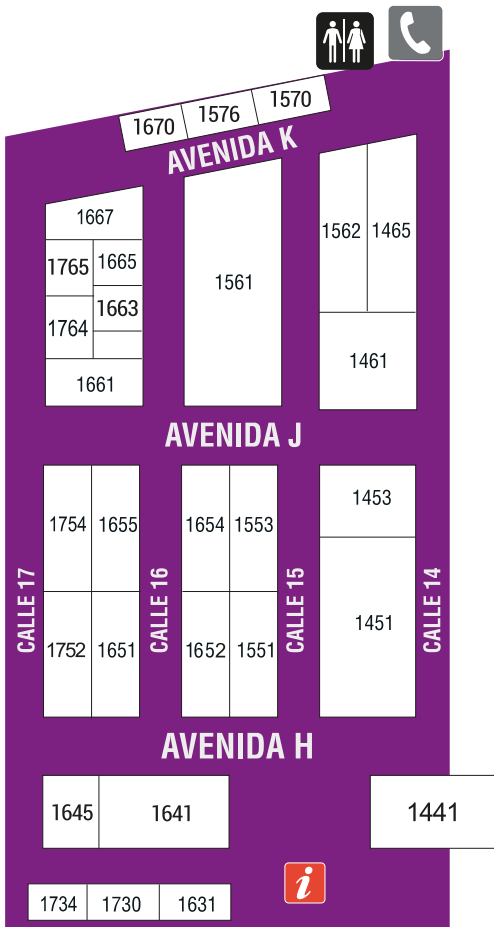 1670 1576 1570
AVENIDA K
1667
1765 1665
1663
1764
1661
1561
1562 1465
1461
AVENIDA J
1754 1655
1752 1651
1654 1553
1652 1551
1453
1451
CALLE 17
CALLE 16
CALLE 15
CALLE 14
AVENIDA H
1645 1641
1441
i
1734 1730 1631